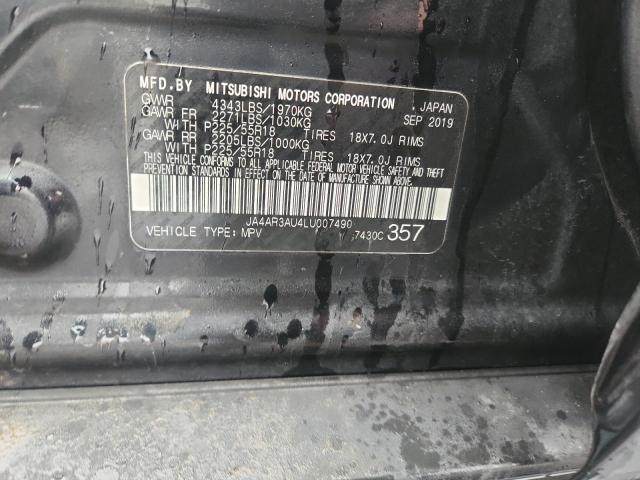 MFD.BY MITSUBISHI MOTORS CORPORATION , JAPAN
GVWR 4343LBS/1970KG SEP 2019
GAWR FR 2271LBS/1030KG
WITH P225/55R18 TIRES 18X7.0J RIMS
GAWR RR 2205LBS/1000KG
WITH P225/55R18 TIRES 18X7.0J RIMS
THIS VEHICLE CONFORMS TO ALL APPLICABLE FEDERAL MOTOR VEHICLE SAFETY AND THEFT
PREVENTION STANDARDS IN EFFECT ON THE DATE OF MANUFACTURE SHOWN ABOVE.
JA4AR3AU4LU007490
VEHICLE TYPE: MPV 7430C 357